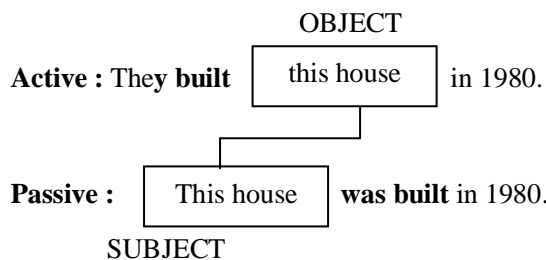 OBJECT
Active : They built this house in 1980.
Passive : This house was built in 1980.
SUBJECT